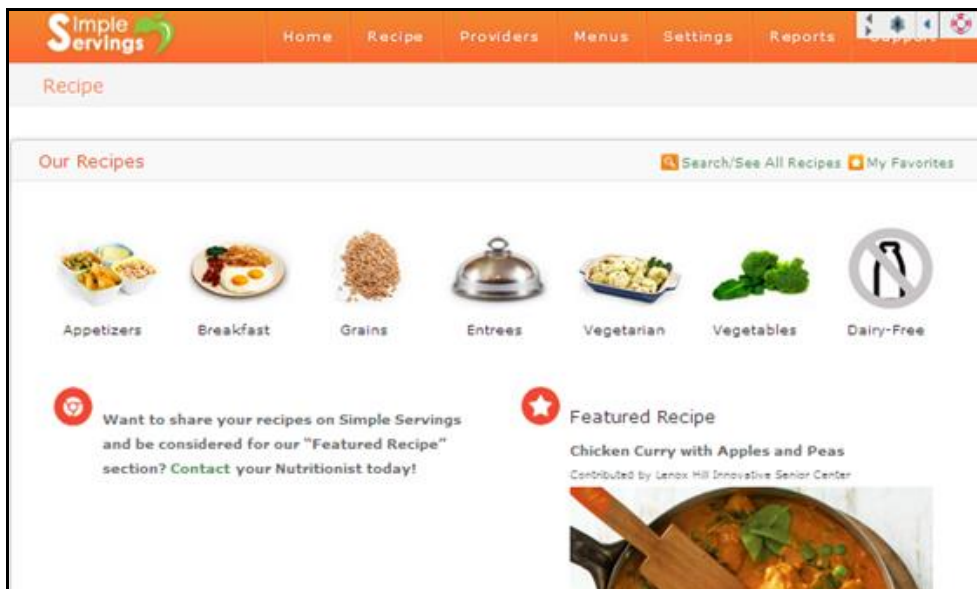 Simple
Servings
Home Recipe Providers Menus Settings Reports Support
Recipe
Our Recipes
Search/See All Recipes My Favorites
Appetizers Breakfast Grains Entrees Vegetarian Vegetables Dairy-Free
Want to share your recipes on Simple Servings
and be considered for our "Featured Recipe"
section? Contact your Nutritionist today!
Featured Recipe
Chicken Curry with Apples and Peas
Contributed by Lenox Hill Innovative Senior Center